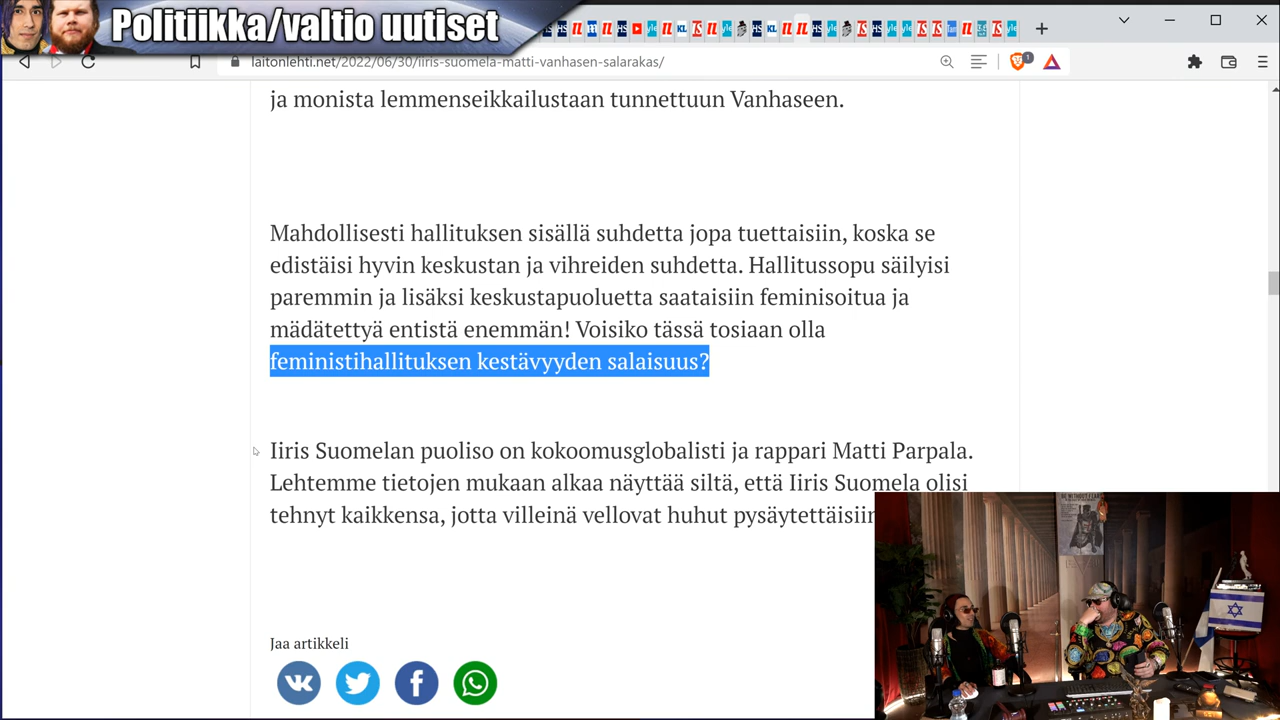 Politiikka/valtio uutiset
laitonlehti.net/2022/06/30/iiris-suomela-matti-vanhasen-salarakas/
ja monista lemmenseikkailustaan tunnettuun Vanhaseen.
Mahdollisesti hallituksen sisällä suhdetta jopa tuettaisiin, koska se
edistäisi hyvin keskustan ja vihreiden suhdetta. Hallitussopu säilyisi
paremmin ja lisäksi keskustapuoluetta saataisiin feminisoitua ja
mädätettyä entistä enemmän! Voisiko tässä tosiaan olla
feministihallituksen kestävyyden salaisuus?
Iiris Suomelan puoliso on kokoomusglobalisti ja rappari Matti Parpala.
Lehtemme tietojen mukaan alkaa näyttää siltä, että Iiris Suomela olisi
tehnyt kaikkensa, jotta villeinä vellovat huhut pysäytettäisiin
Jaa artikkeli
BE WITHOUT FEAR